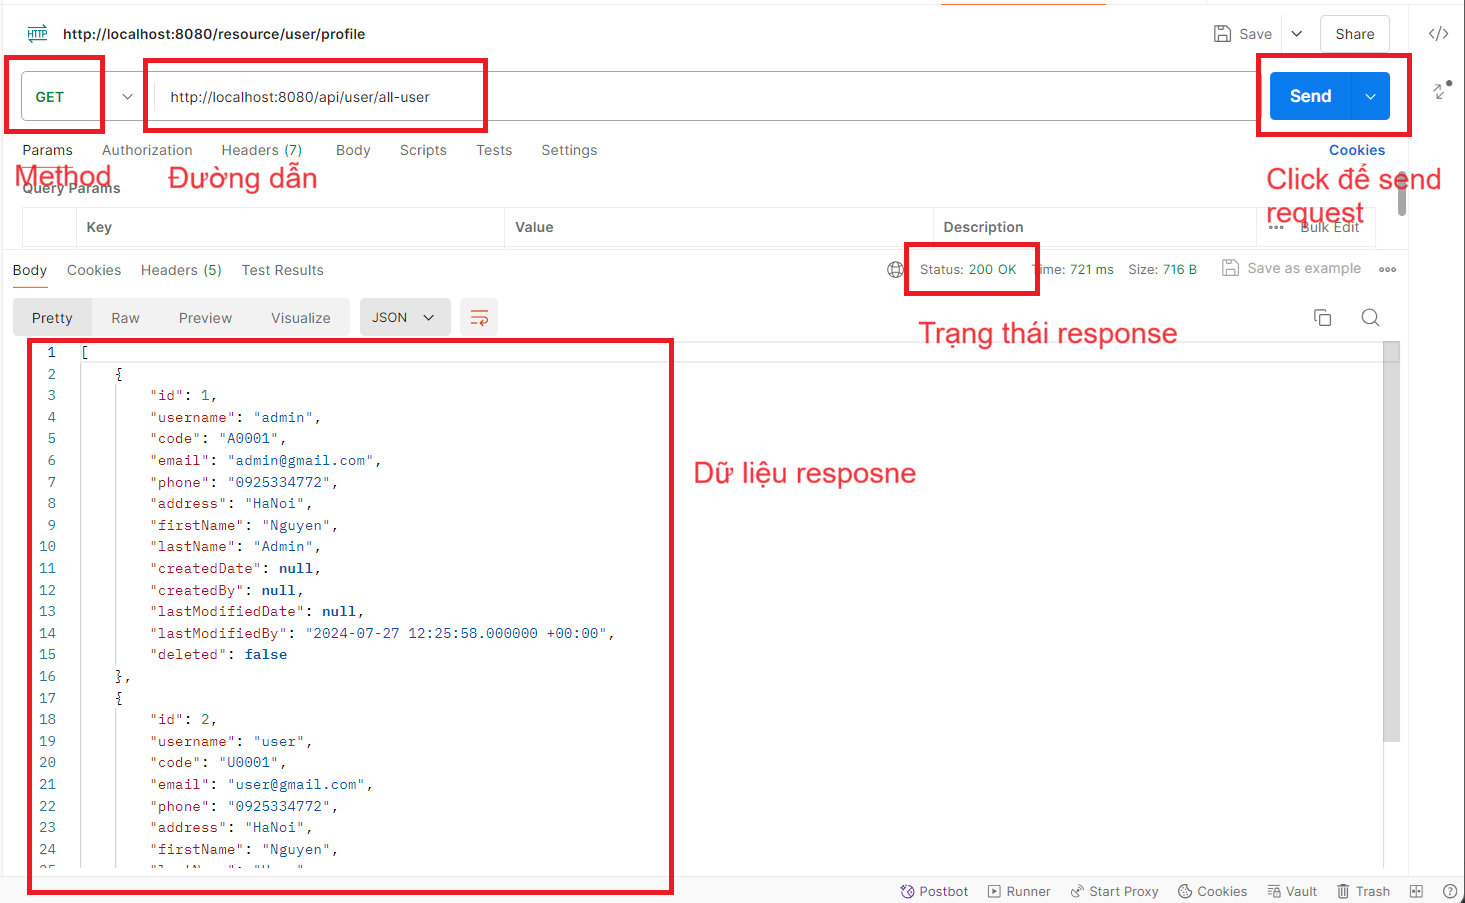 HTTP http://localhost:8080/resource/user/profile Save Share </>
GET http://localhost:8080/api/user/all-user Send
Params Authorization Headers (7) Body Scripts Tests Settings Cookies
Method Đường dẫn Click để send request
Query Params
Key Value Description Bulk Edit
Body Cookies Headers (5) Test Results Status: 200 OK Time: 721 ms Size: 716 B Save as example
Pretty Raw Preview Visualize JSON
Trạng thái response
1 [
2 {
3 "id": 1,
4 "username": "admin",
5 "code": "A0001",
6 "email": "admin@gmail.com",
7 "phone": "0925334772",
Dữ liệu resposne
8 "address": "HaNoi",
9 "firstName": "Nguyen",
10 "lastName": "Admin",
11 "createdDate": null,
12 "createdBy": null,
13 "lastModifiedDate": null,
14 "lastModifiedBy": "2024-07-27 12:25:58.000000 +00:00",
15 "deleted": false
16 },
17 {
18 "id": 2,
19 "username": "user",
20 "code": "U0001",
21 "email": "user@gmail.com",
22 "phone": "0925334772",
23 "address": "HaNoi",
24 "firstName": "Nguyen",
Postbot Runner Start Proxy Cookies Vault Trash